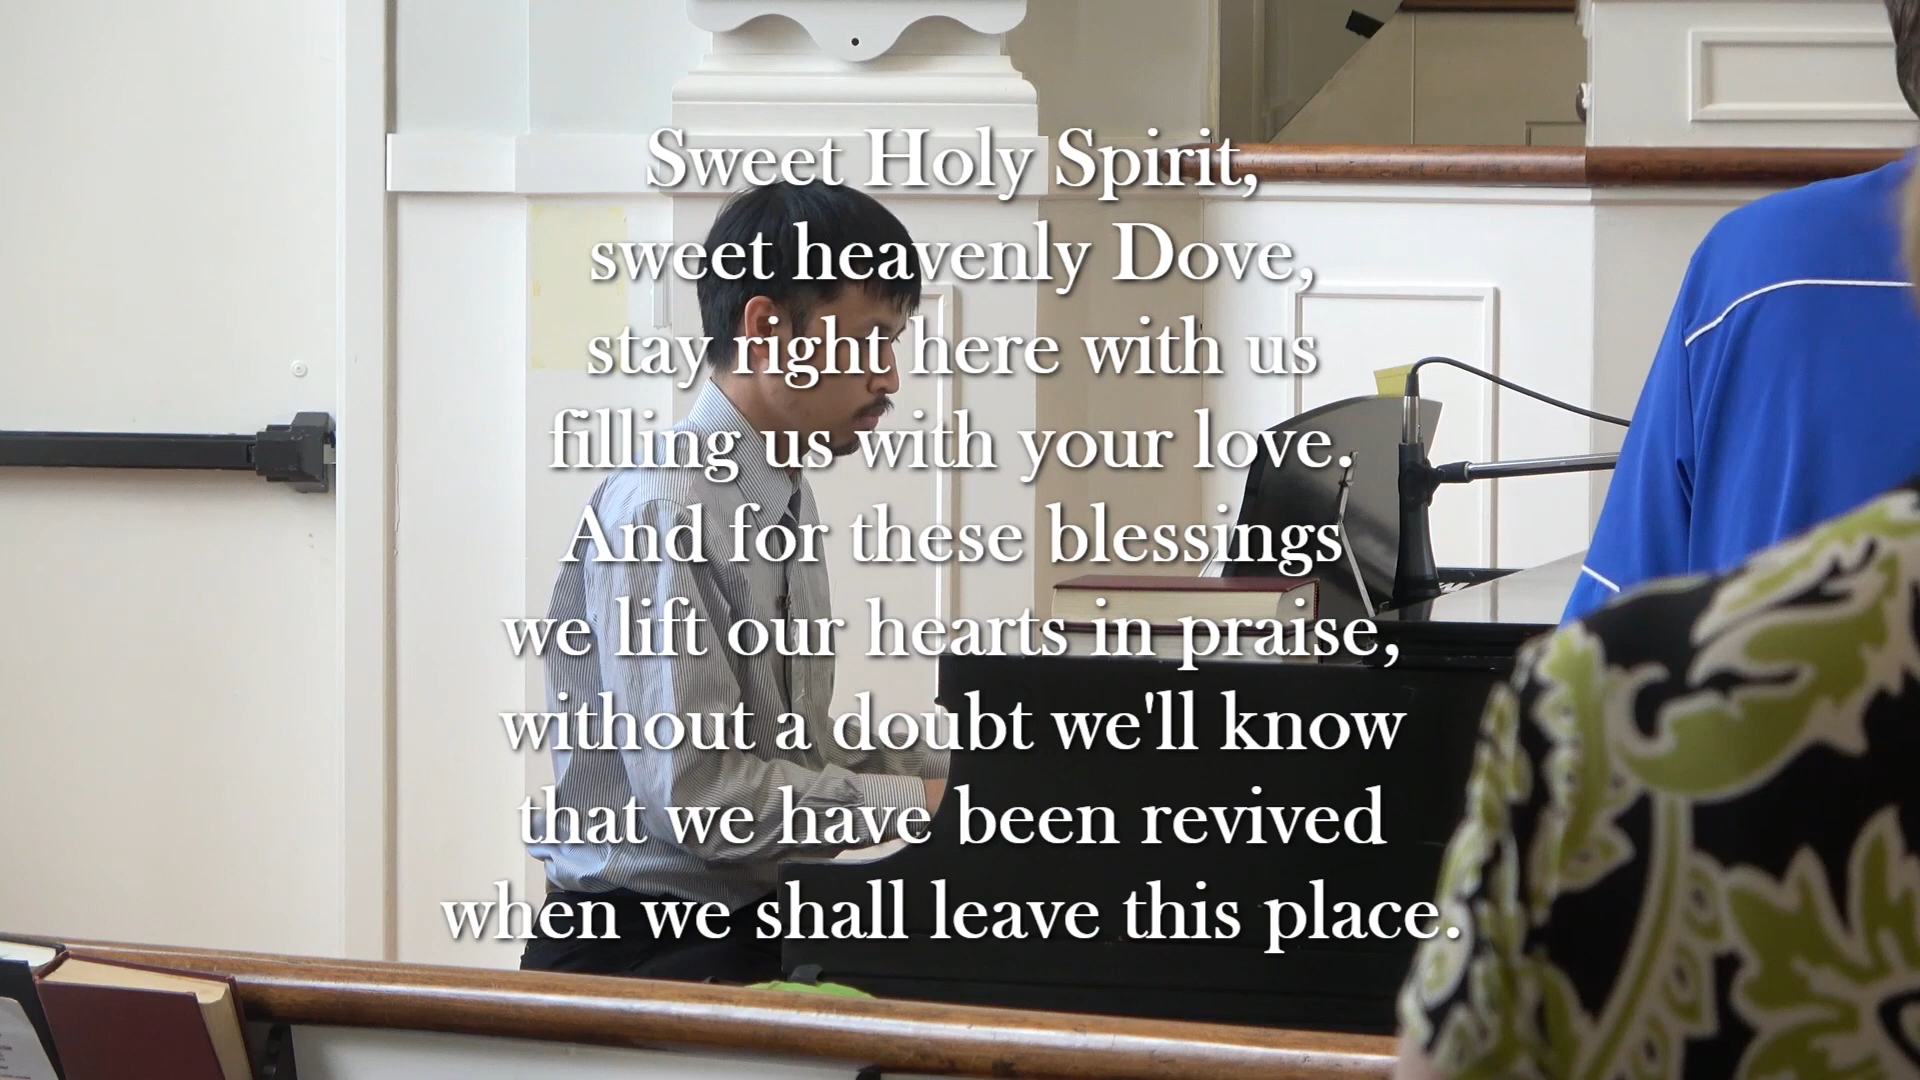 Sweet Holy Spirit,
sweet heavenly Dove,
stay right here with us
filling us with your love.
And for these blessings
we lift our hearts in praise,
without a doubt we'll know
that we have been revived
when we shall leave this place.